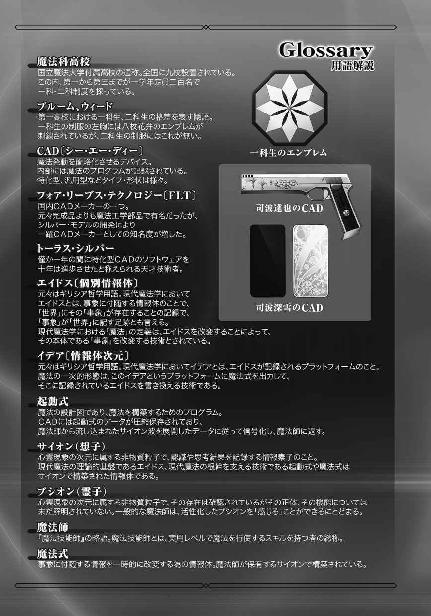 Glossary
用語解説
魔法科高校
国立魔法大学付属高校の通称。全国に九校設置されている。
この内、第一から第三までが一学年定員二百名で
一科・二科制度を採っている。
ブルーム、ウィード
第一高校における一科生、二科生の格差を表す隠語。
一科生の制服の左胸には八枚花弁のエンブレムが
刺繍されているが、二科生の制服にはこれが無い。
一科生のエンブレム
CAD〔シー・エー・ディー〕
魔法発動を簡略化させるデバイス。
内部には魔法のプログラムが記録されている。
特化型、汎用型などタイプ・形状は様々。
司波達也のCAD
司波深雪のCAD
フォア・リーブス・テクノロジー〔FLT〕
国内CADメーカーの一つ。
元々完成品よりも魔法工学部品で有名だったが、
シルバー・モデルの開発により
一躍CADメーカーとしての知名度が増した。
トーラス・シルバー
僅か一年の間に特化型CADのソフトウェアを
十年は進歩させたと称えられる天才技術者。
エイドス〔個別情報体〕
元々はギリシア哲学用語。現代魔法学において
エイドスとは、事象に付随する情報体のことで、
「世界」にその「事象」が存在することの記録で、
「事象」が「世界」に記す足跡とも言える。
現代魔法学における「魔法」の定義は、エイドスを改変することによって、
その本体である「事象」を改変する技術とされている。
イデア〔情報体次元〕
元々はギリシア哲学用語。現代魔法学においてイデアとは、エイドスが記録されるプラットフォームのこと。
魔法の一次的形態は、このイデアというプラットフォームに魔法式を出力して、
そこに記録されているエイドスを書き換える技術である。
起動式
魔法の設計図であり、魔法を構築するためのプログラム。
CADには起動式のデータが圧縮保存されており、
魔法師から流し込まれたサイオン波を展開したデータに従って信号化し、魔法師に返す。
サイオン（想子）
心霊現象の次元に属する非物質粒子で、認識や思考結果を記録する情報素子のこと。
現代魔法の理論的基盤であるエイドス、現代魔法の根幹を支える技術である起動式や魔法式は
サイオンで構築された情報体である。
プシオン（霊子）
心霊現象の次元に属する非物質粒子で、その存在は確認されているがその正体、その機能については
未だ解明されていない。一般的な魔法師は、活性化したプシオンを「感じる」ことができるにとどまる。
魔法師
『魔法技能師』の略語。魔法技能師とは、実用レベルで魔法を行使するスキルを持つ者の総称。
魔法式
事象に付随する情報を一時的に改変する為の情報体。魔法師が保有するサイオンで構築されている。